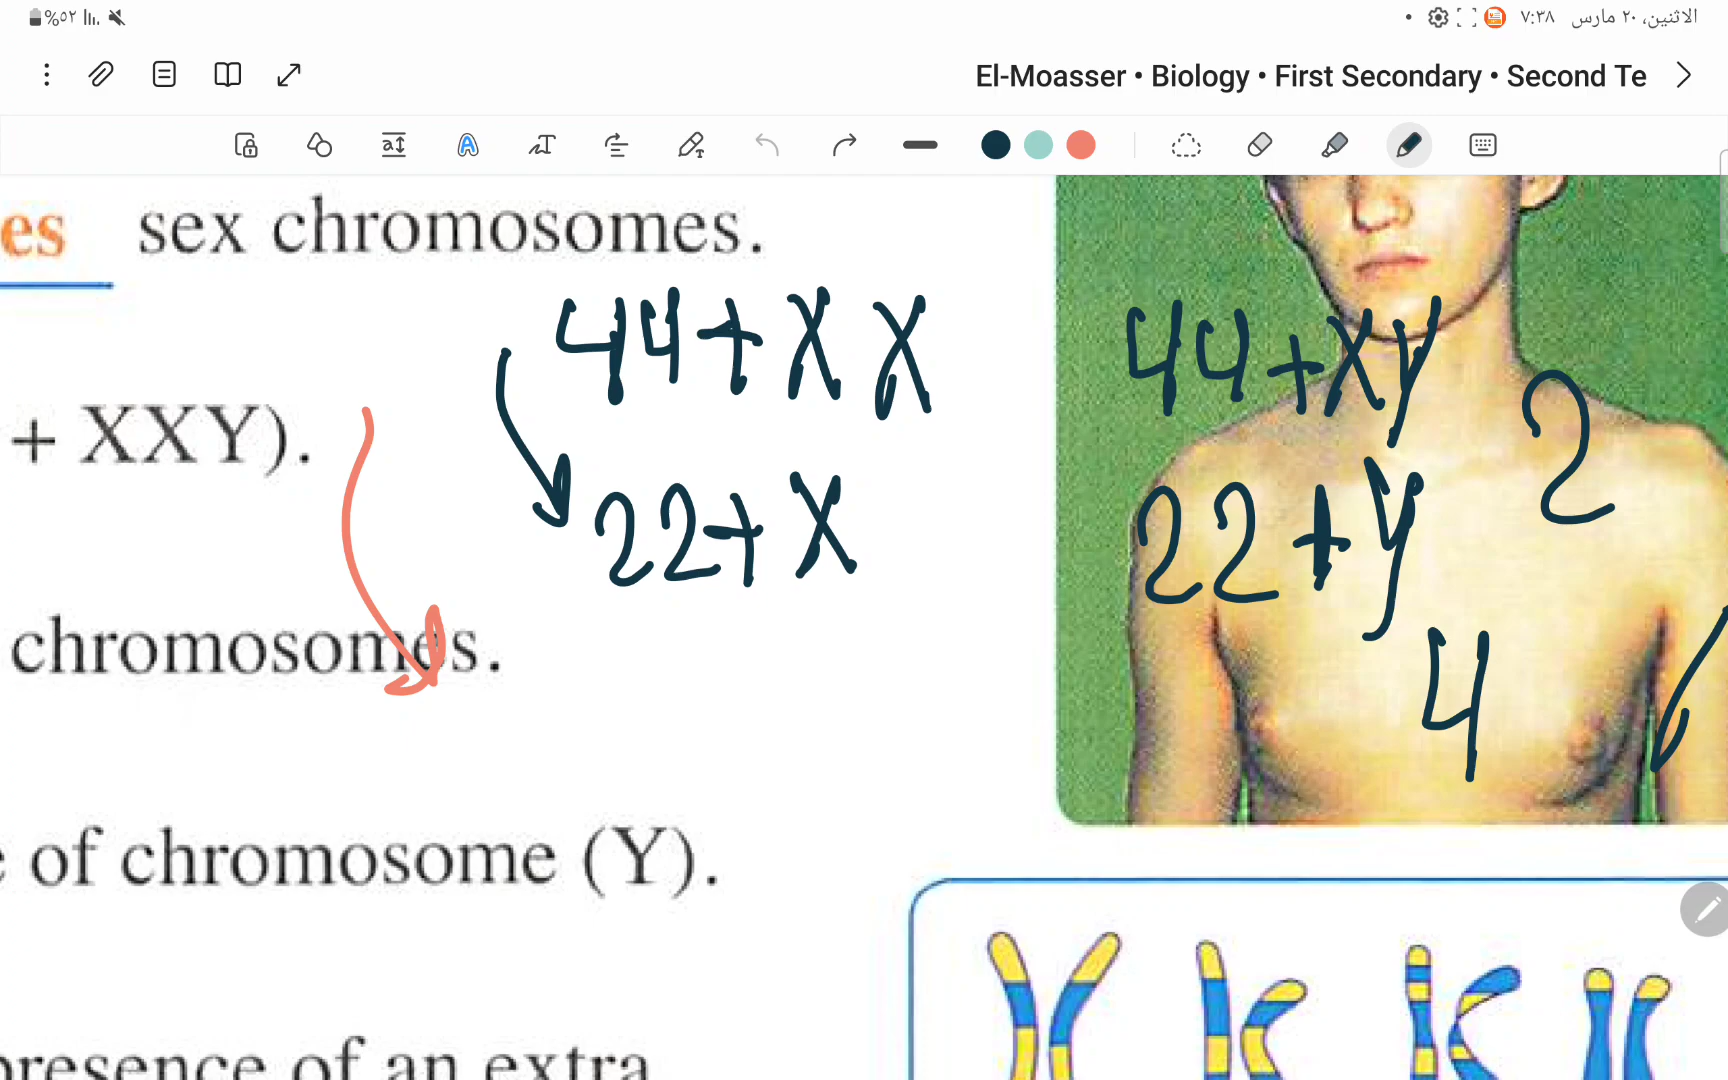 %٥٢
الاثنين، ٢٠ مارس ٧:٣٨
El-Moasser • Biology • First Secondary • Second Te
es sex chromosomes.
44+XX
44+XY
+ XXY).
2
22+X
22+Y
chromosomes.
4
of chromosome (Y).
presence of an extra